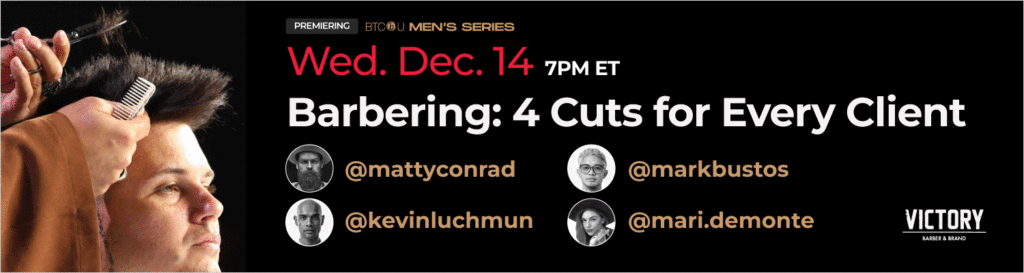 PREMIERING BTC U MEN'S SERIES
Wed. Dec. 14 7PM ET
Barbering: 4 Cuts for Every Client
@mattyconrad
@markbustos
@kevinluchmun
@mari.demonte
VICTORY
BARBER & BRAND